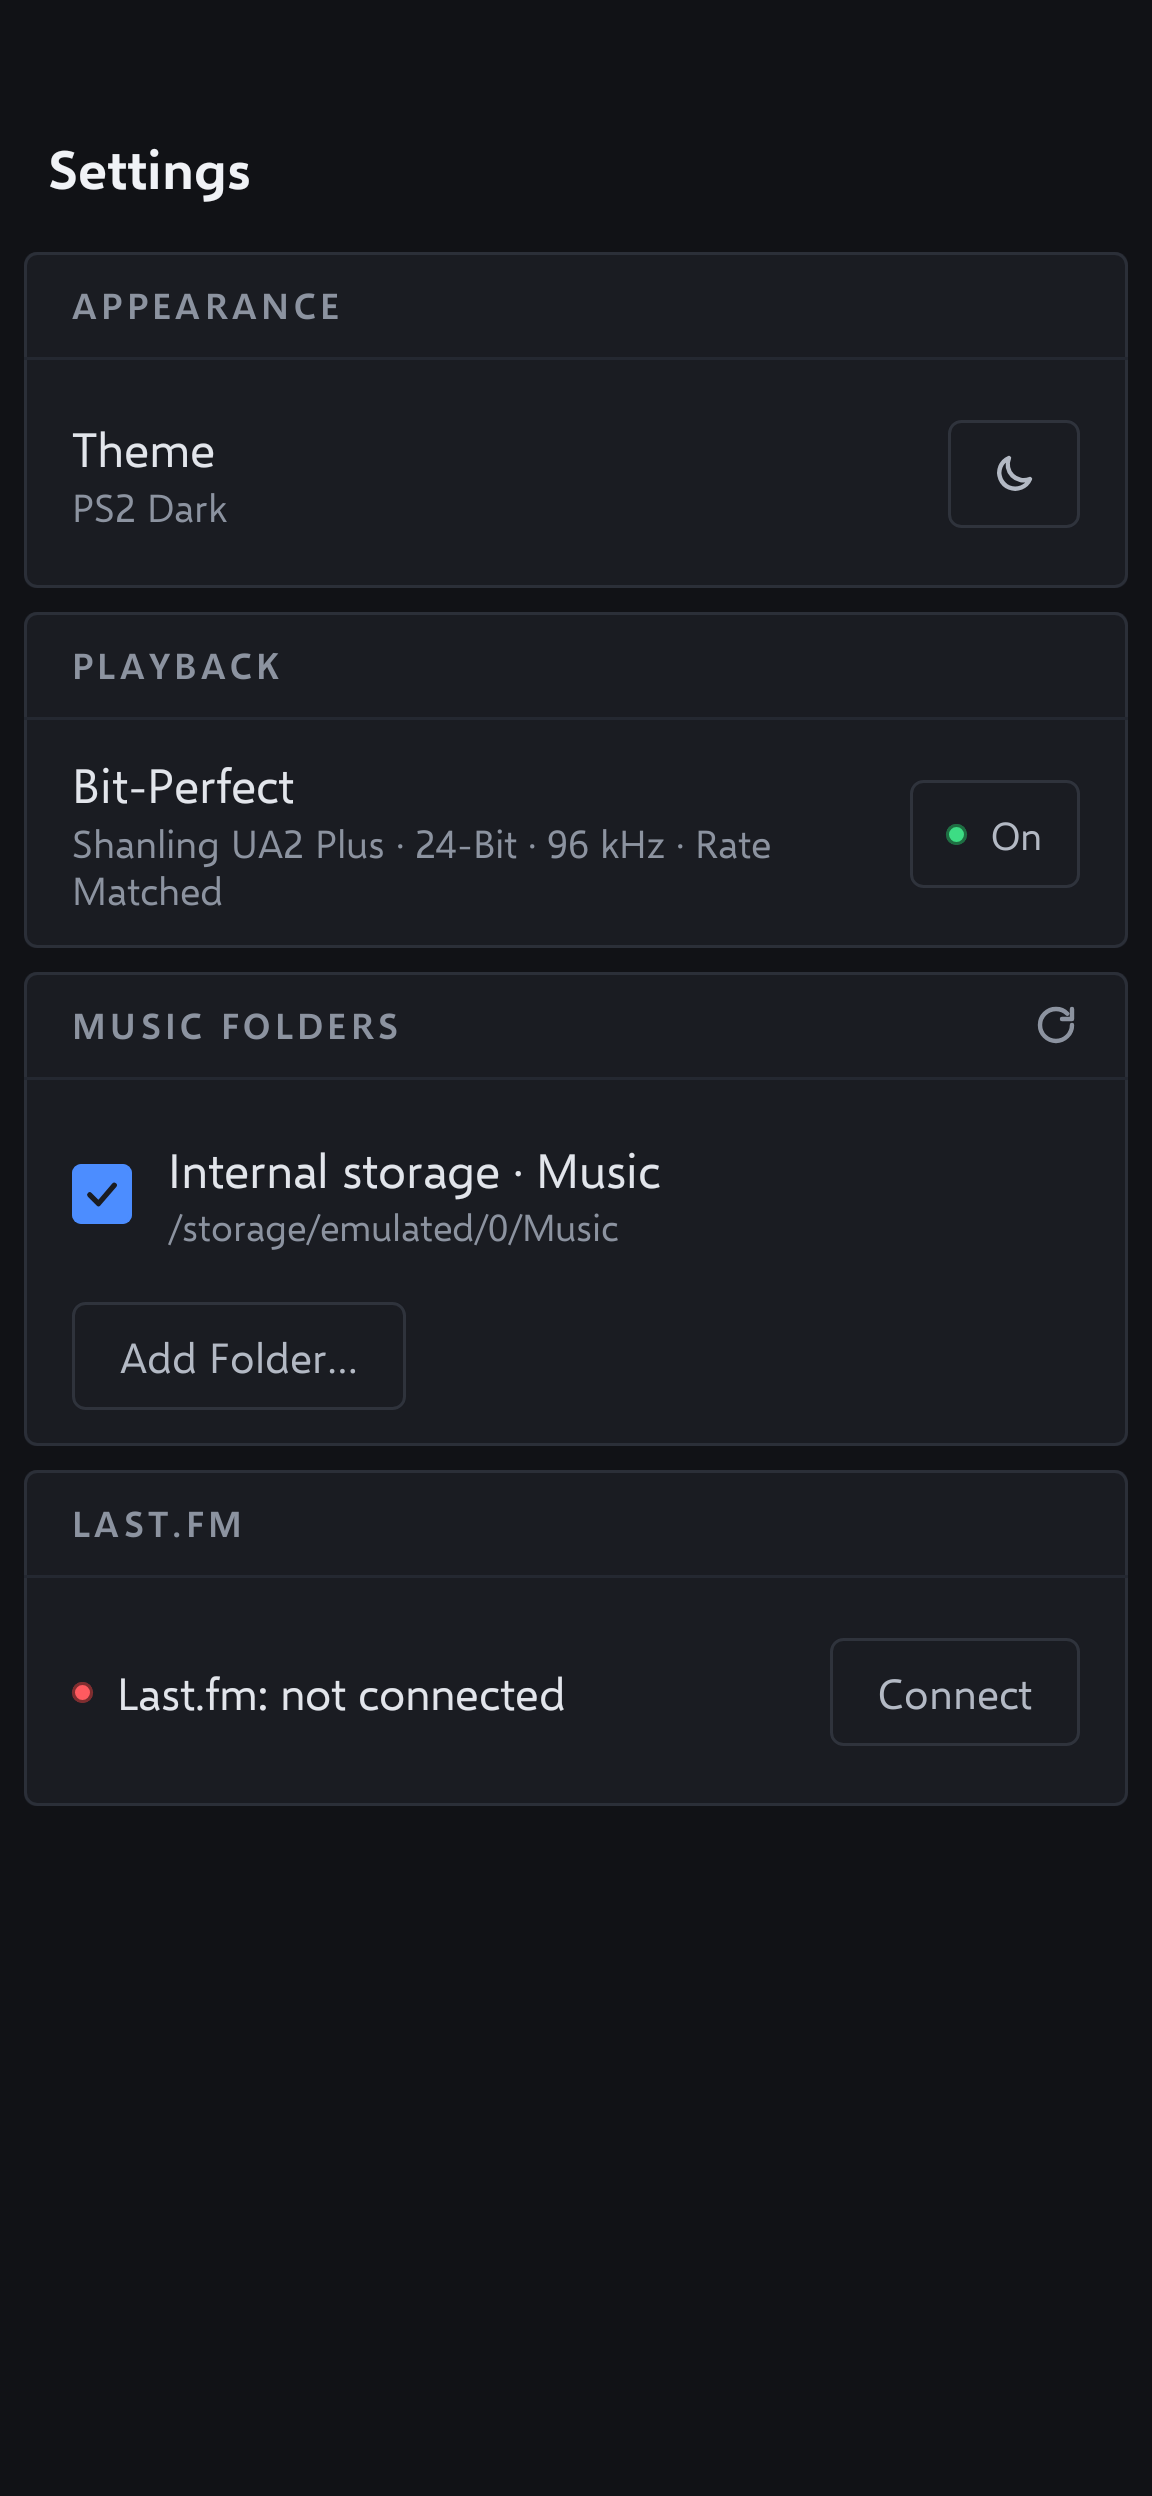 Settings
APPEARANCE
Theme
PS2 Dark
PLAYBACK
Bit-Perfect
Shanling UA2 Plus · 24-Bit · 96 kHz · Rate
Matched
On
MUSIC FOLDERS
Internal storage · Music
/storage/emulated/0/Music
Add Folder...
LAST.FM
Last.fm: not connected
Connect